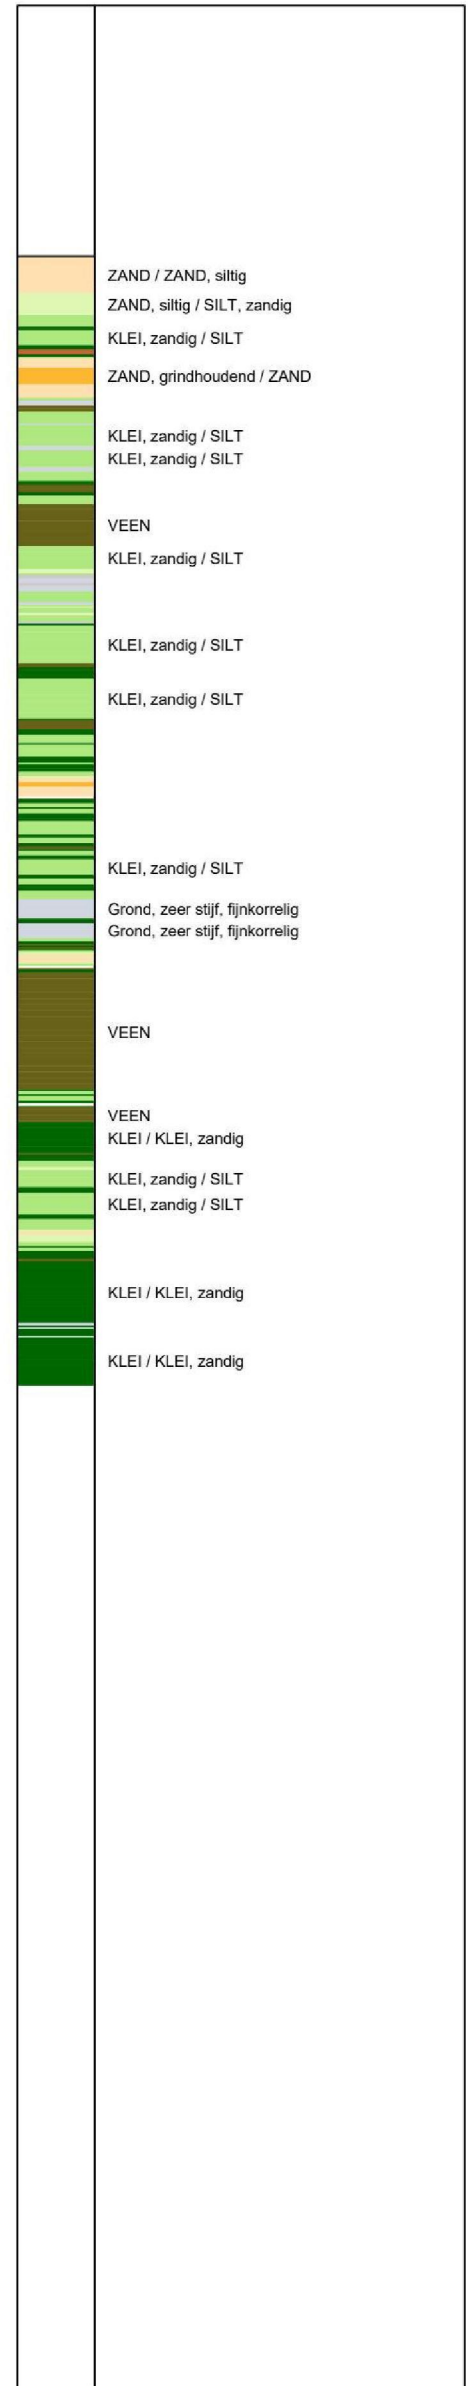 ZAND / ZAND, siltig
ZAND, siltig / SILT, zandig
KLEI, zandig / SILT
ZAND, grindhoudend / ZAND
KLEI, zandig / SILT
KLEI, zandig / SILT
VEEN
KLEI, zandig / SILT
KLEI, zandig / SILT
KLEI, zandig / SILT
KLEI, zandig / SILT
Grond, zeer stijf, fijnkorrelig
Grond, zeer stijf, fijnkorrelig
VEEN
VEEN
KLEI / KLEI, zandig
KLEI, zandig / SILT
KLEI, zandig / SILT
KLEI / KLEI, zandig
KLEI / KLEI, zandig